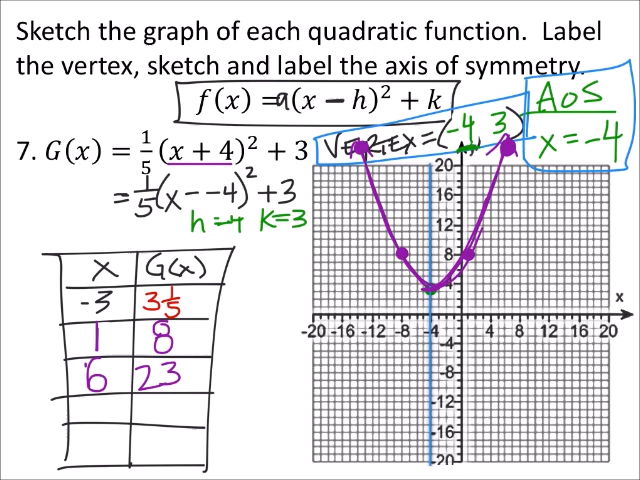 Sketch the graph of each quadratic function. Label
the vertex, sketch and label the axis of symmetry.
f(x) = a(x − h)² + k
AoS
x = -4
VERTEX = (-4, 3)
7. G(x) = 1/5 (x + 4)² + 3
= 1/5 (x - -4)² + 3
h = -4 K = 3
X G(x)
-3 3 1/5
1 8
6 23
20
16
12
8
4
x
-20 -16 -12 -8 -4 4 8 12 16 20
-4
-8
-12
-16
-20